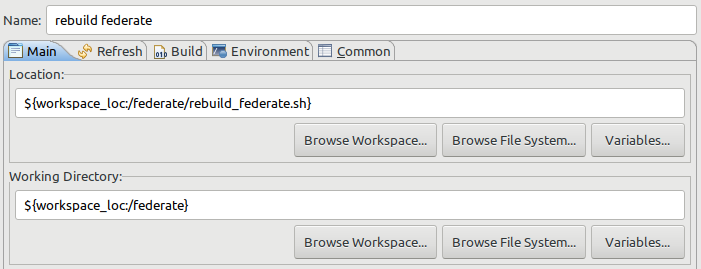 Name: rebuild federate
Main Refresh Build Environment Common
Location:
${workspace_loc:/federate/rebuild_federate.sh}
Browse Workspace... Browse File System... Variables...
Working Directory:
${workspace_loc:/federate}
Browse Workspace... Browse File System... Variables...